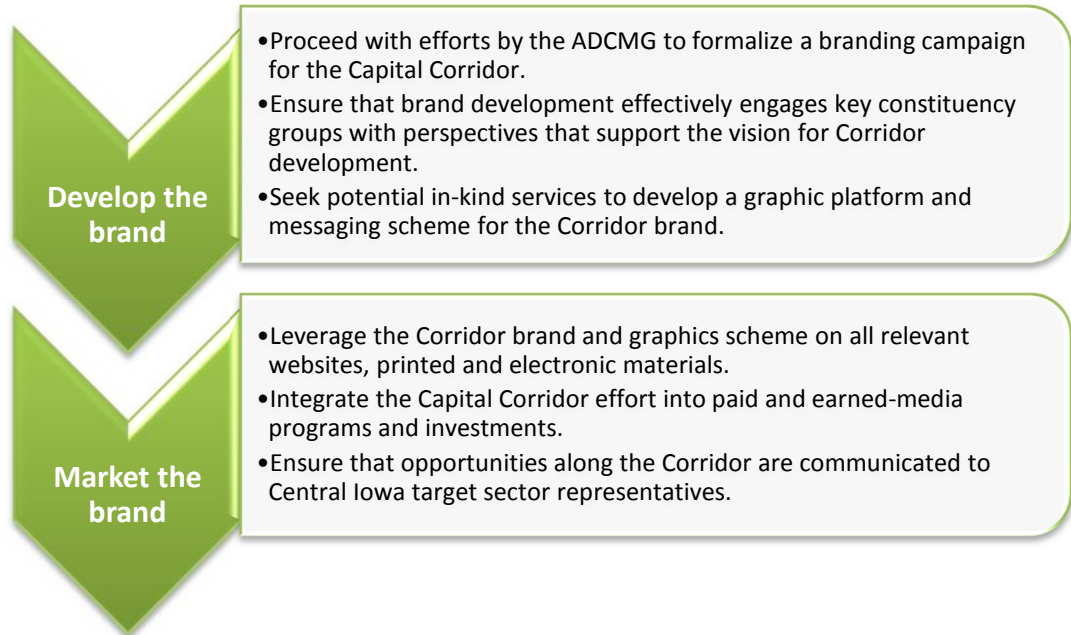 Develop the
brand
•Proceed with efforts by the ADCMG to formalize a branding campaign
for the Capital Corridor.
•Ensure that brand development effectively engages key constituency
groups with perspectives that support the vision for Corridor
development.
•Seek potential in-kind services to develop a graphic platform and
messaging scheme for the Corridor brand.
Market the
brand
•Leverage the Corridor brand and graphics scheme on all relevant
websites, printed and electronic materials.
•Integrate the Capital Corridor effort into paid and earned-media
programs and investments.
•Ensure that opportunities along the Corridor are communicated to
Central Iowa target sector representatives.